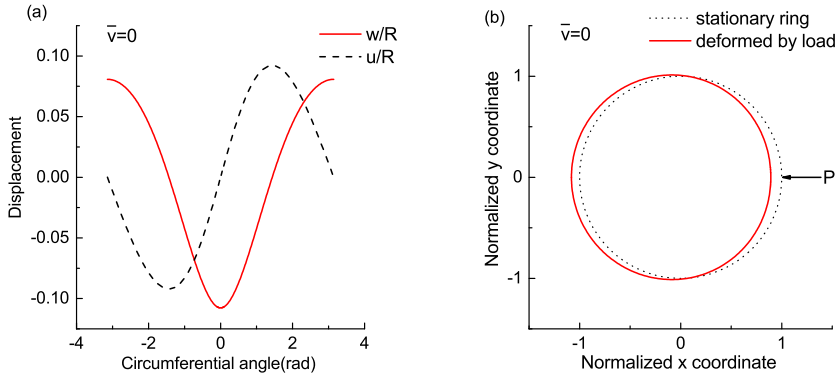 (a)
v̅=0
w/R
u/R
0.10
0.05
0.00
-0.05
-0.10
Displacement
-4
-2
0
2
4
Circumferential angle(rad)
(b)
v̅=0
stationary ring
deformed by load
1
0
-1
Normalized y coordinate
P
-1
0
1
Normalized x coordinate